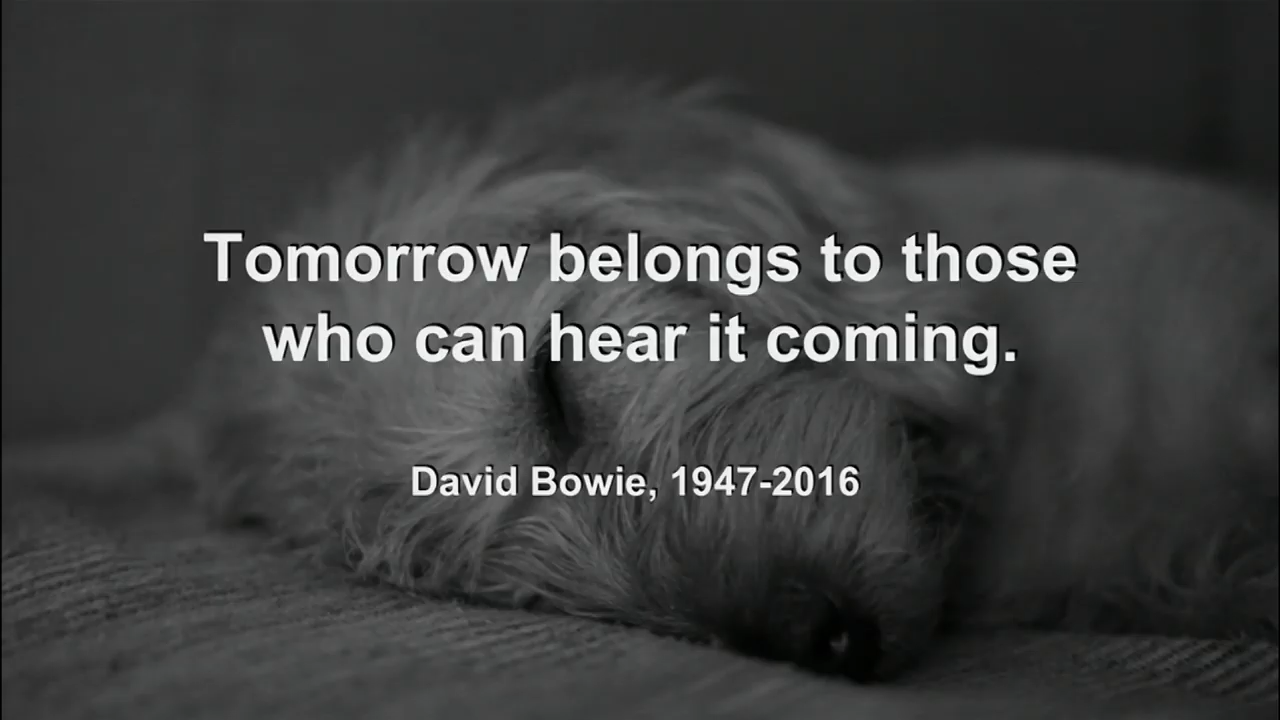 Tomorrow belongs to those
who can hear it coming.
David Bowie, 1947-2016